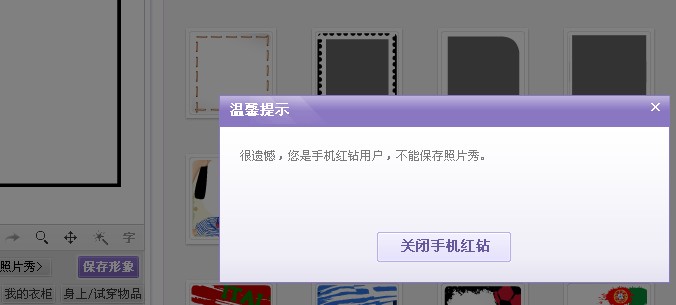 温馨提示
很遗憾，您是手机红钻用户，不能保存照片秀。
关闭手机红钻
字
照片秀>
保存形象
我的衣柜
身上/试穿物品